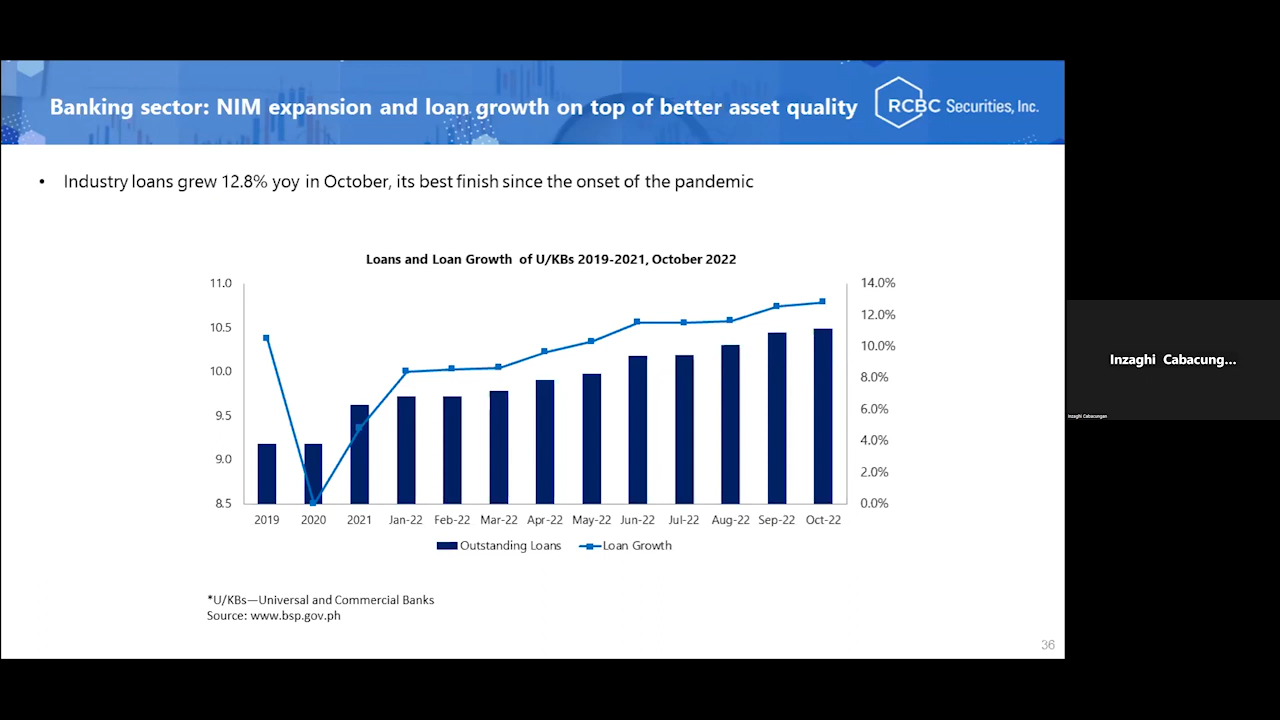 Banking sector: NIM expansion and loan growth on top of better asset quality
RCBC Securities, Inc.
• Industry loans grew 12.8% yoy in October, its best finish since the onset of the pandemic
Loans and Loan Growth of U/KBs 2019-2021, October 2022
11.0
10.5
10.0
9.5
9.0
8.5
14.0%
12.0%
10.0%
8.0%
6.0%
4.0%
2.0%
0.0%
2019 2020 2021 Jan-22 Feb-22 Mar-22 Apr-22 May-22 Jun-22 Jul-22 Aug-22 Sep-22 Oct-22
Outstanding Loans Loan Growth
*U/KBs—Universal and Commercial Banks
Source: www.bsp.gov.ph
36
Inzaghi Cabacung...
Inzaghi Cabacungan